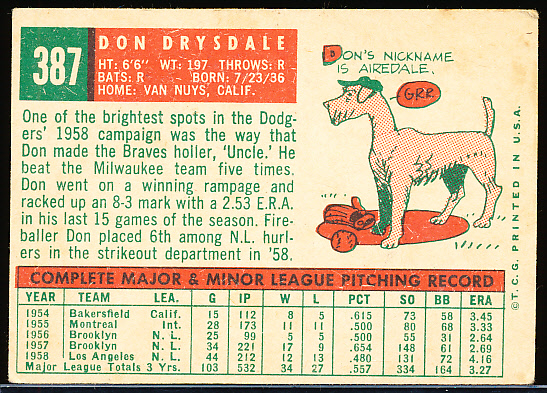 387
DON DRYSDALE
HT: 6'6" WT: 197 THROWS: R
BATS: R BORN: 7/23/36
HOME: VAN NUYS, CALIF.
One of the brightest spots in the Dodg-
ers' 1958 campaign was the way that
Don made the Braves holler, 'Uncle.' He
beat the Milwaukee team five times.
Don went on a winning rampage and
racked up an 8-3 mark with a 2.53 E.R.A.
in his last 15 games of the season. Fire-
baller Don placed 6th among N.L. hurl-
ers in the strikeout department in '58.
DON'S NICKNAME
IS AIREDALE.
GRR
©T.C.G. PRINTED IN U.S.A.
COMPLETE MAJOR & MINOR LEAGUE PITCHING RECORD
YEAR TEAM LEA. G IP W L PCT SO BB ERA
1954 Bakersfield Calif. 15 112 8 5 .615 73 58 3.45
1955 Montreal Int. 28 173 11 11 .500 80 68 3.33
1956 Brooklyn N. L. 25 99 5 5 .500 55 31 2.64
1957 Brooklyn N. L. 34 221 17 9 .654 148 61 2.69
1958 Los Angeles N. L. 44 212 12 13 .480 131 72 4.16
Major League Totals 3 Yrs. 103 532 34 27 .557 334 164 3.27